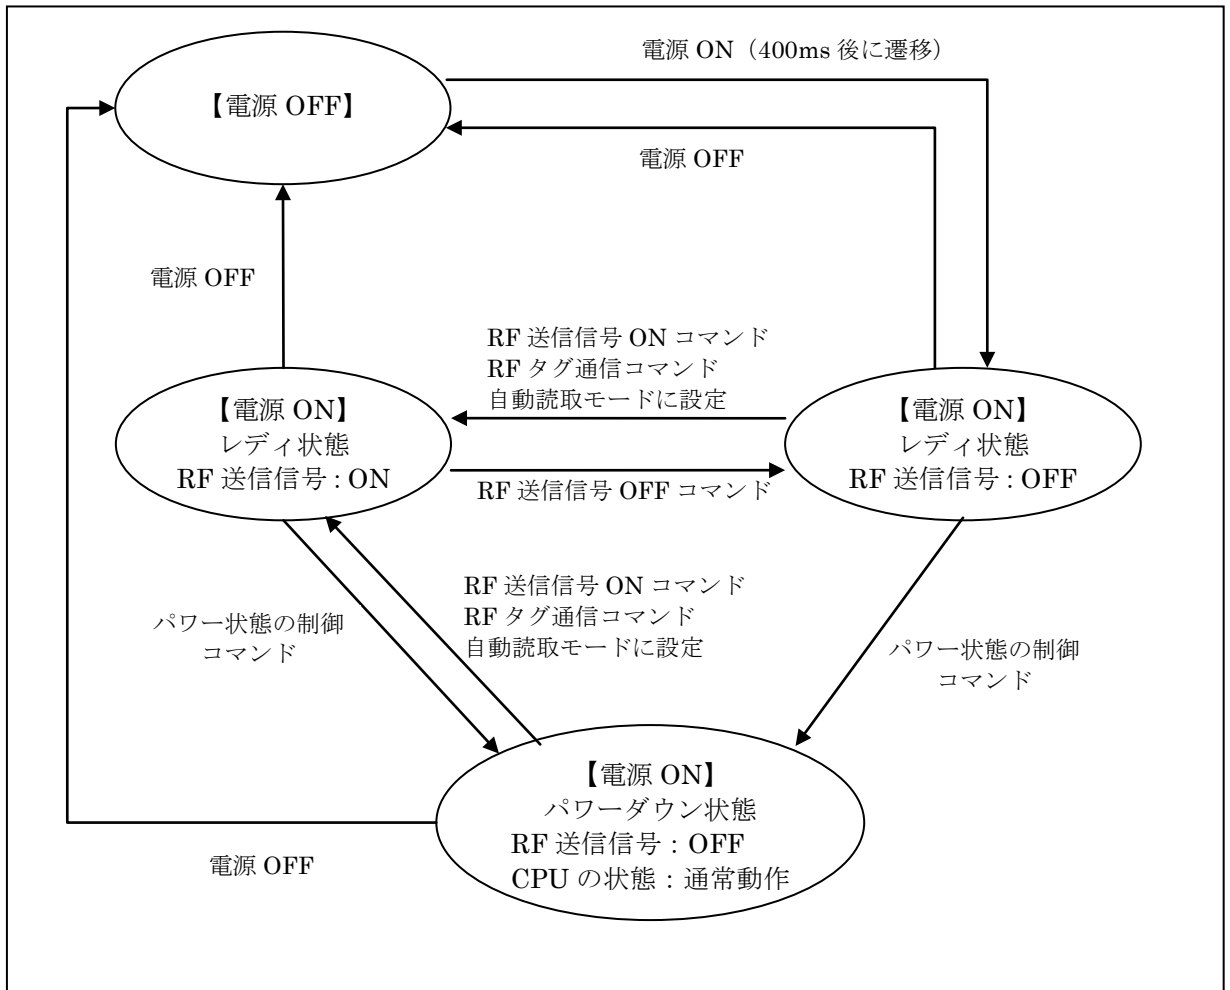 電源 ON（400ms 後に遷移）
【電源 OFF】
電源 OFF
電源 OFF
RF 送信信号 ON コマンド
RF タグ通信コマンド
自動読取モードに設定
【電源 ON】
レディ状態
RF 送信信号：ON
【電源 ON】
レディ状態
RF 送信信号：OFF
RF 送信信号 OFF コマンド
RF 送信信号 ON コマンド
RF タグ通信コマンド
自動読取モードに設定
パワー状態の制御
コマンド
パワー状態の制御
コマンド
【電源 ON】
パワーダウン状態
RF 送信信号：OFF
CPU の状態：通常動作
電源 OFF